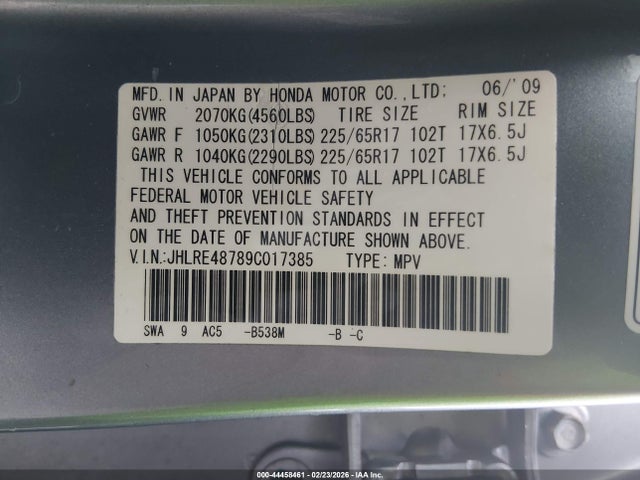 MFD. IN JAPAN BY HONDA MOTOR CO.,LTD: 06/'09
GVWR 2070KG(4560LBS) TIRE SIZE RIM SIZE
GAWR F 1050KG(2310LBS) 225/65R17 102T 17X6.5J
GAWR R 1040KG(2290LBS) 225/65R17 102T 17X6.5J
THIS VEHICLE CONFORMS TO ALL APPLICABLE
FEDERAL MOTOR VEHICLE SAFETY
AND THEFT PREVENTION STANDARDS IN EFFECT
ON THE DATE OF MANUFACTURE SHOWN ABOVE.
V.I.N.:JHLRE48789C017385 TYPE: MPV
SWA 9 AC5 -B538M -B -C
000-44458461 - 02/23/2026 - IAA Inc.